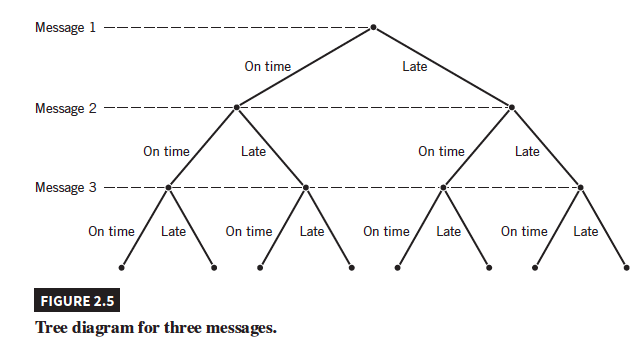 Message 1
On time Late
Message 2
On time Late On time Late
Message 3
On time Late On time Late On time Late On time Late
FIGURE 2.5
Tree diagram for three messages.